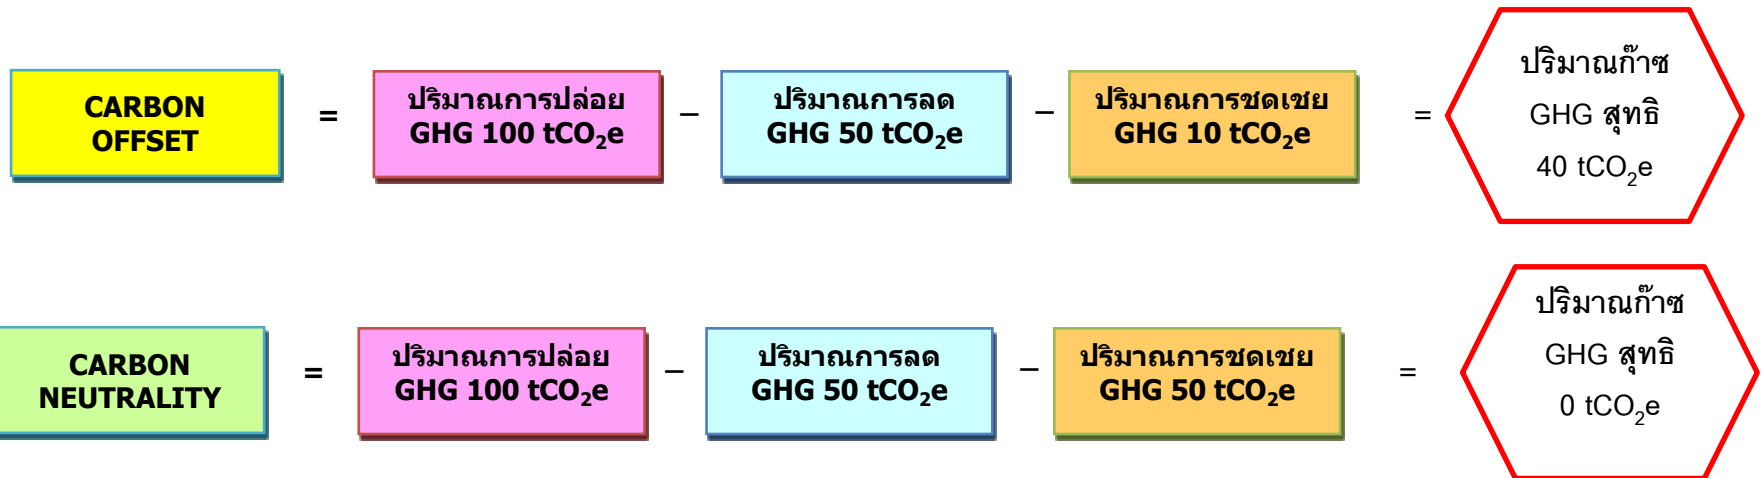 CARBON
OFFSET
=
ปริมาณการปล่อย
GHG 100 tCO₂e
–
ปริมาณการลด
GHG 50 tCO₂e
–
ปริมาณการชดเชย
GHG 10 tCO₂e
=
ปริมาณก๊าซ
GHG สุทธิ
40 tCO₂e
CARBON
NEUTRALITY
=
ปริมาณการปล่อย
GHG 100 tCO₂e
–
ปริมาณการลด
GHG 50 tCO₂e
–
ปริมาณการชดเชย
GHG 50 tCO₂e
=
ปริมาณก๊าซ
GHG สุทธิ
0 tCO₂e